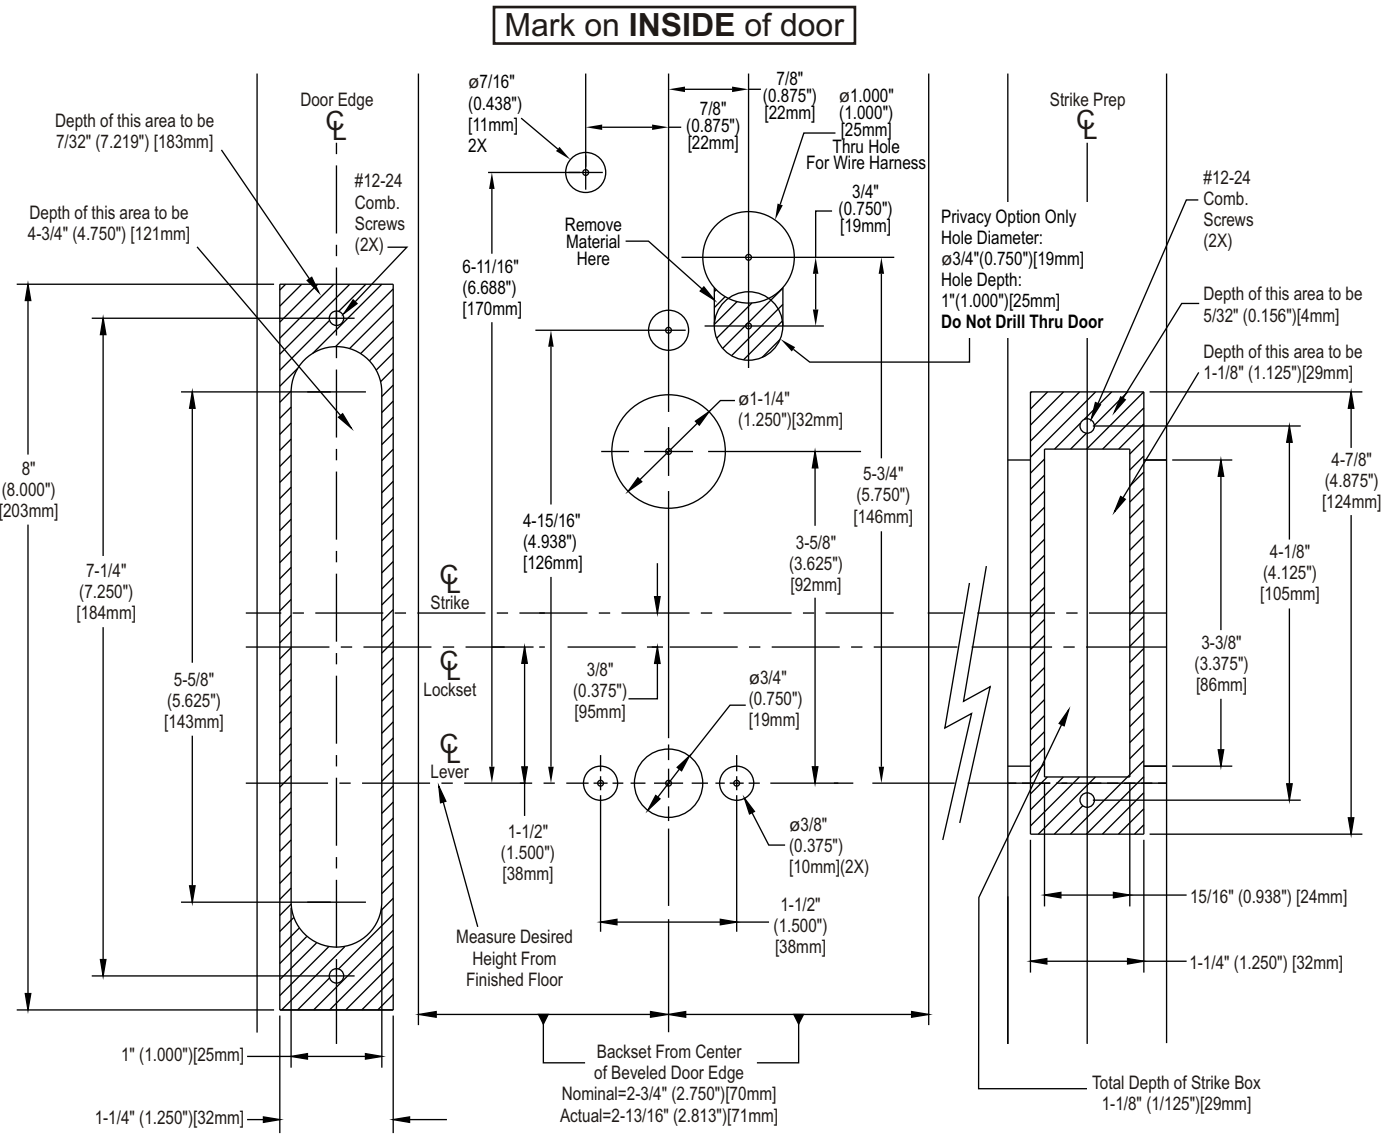 Mark on INSIDE of door
Door Edge
℄
Depth of this area to be
7/32" (7.219") [183mm]
Depth of this area to be
4-3/4" (4.750") [121mm]
#12-24
Comb.
Screws
(2X)
8"
(8.000")
[203mm]
7-1/4"
(7.250")
[184mm]
5-5/8"
(5.625")
[143mm]
1" (1.000")[25mm]
1-1/4" (1.250")[32mm]
ø7/16"
(0.438")
[11mm]
2X
7/8"
(0.875")
[22mm]
7/8"
(0.875")
[22mm]
ø1.000"
(1.000")
[25mm]
Thru Hole
For Wire Harness
3/4"
(0.750")
[19mm]
Remove
Material
Here
6-11/16"
(6.688")
[170mm]
Privacy Option Only
Hole Diameter:
ø3/4"(0.750")[19mm]
Hole Depth:
1"(1.000")[25mm]
Do Not Drill Thru Door
ø1-1/4"
(1.250")[32mm]
5-3/4"
(5.750")
[146mm]
4-15/16"
(4.938")
[126mm]
3-5/8"
(3.625")
[92mm]
℄
Strike
℄
Lockset
℄
Lever
3/8"
(0.375")
[95mm]
ø3/4"
(0.750")
[19mm]
1-1/2"
(1.500")
[38mm]
ø3/8"
(0.375")
[10mm](2X)
1-1/2"
(1.500")
[38mm]
Measure Desired
Height From
Finished Floor
Backset From Center
of Beveled Door Edge
Nominal=2-3/4" (2.750")[70mm]
Actual=2-13/16" (2.813")[71mm]
Strike Prep
℄
#12-24
Comb.
Screws
(2X)
Depth of this area to be
5/32" (0.156")[4mm]
Depth of this area to be
1-1/8" (1.125")[29mm]
4-7/8"
(4.875")
[124mm]
4-1/8"
(4.125")
[105mm]
3-3/8"
(3.375")
[86mm]
15/16" (0.938") [24mm]
1-1/4" (1.250") [32mm]
Total Depth of Strike Box
1-1/8" (1/125")[29mm]